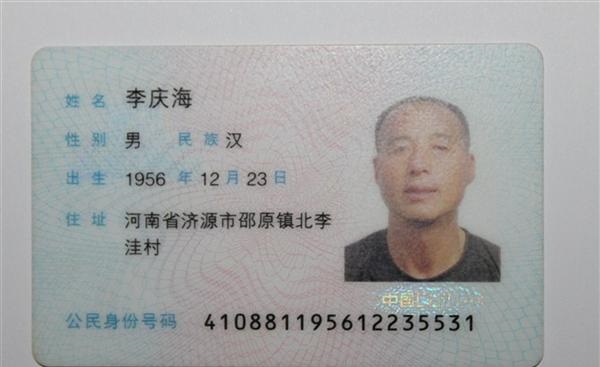 姓名 李庆海
性别 男 民族 汉
出生 1956 年 12 月 23 日
住址 河南省济源市邵原镇北李
洼村
中国
公民身份号码 410881195612235531